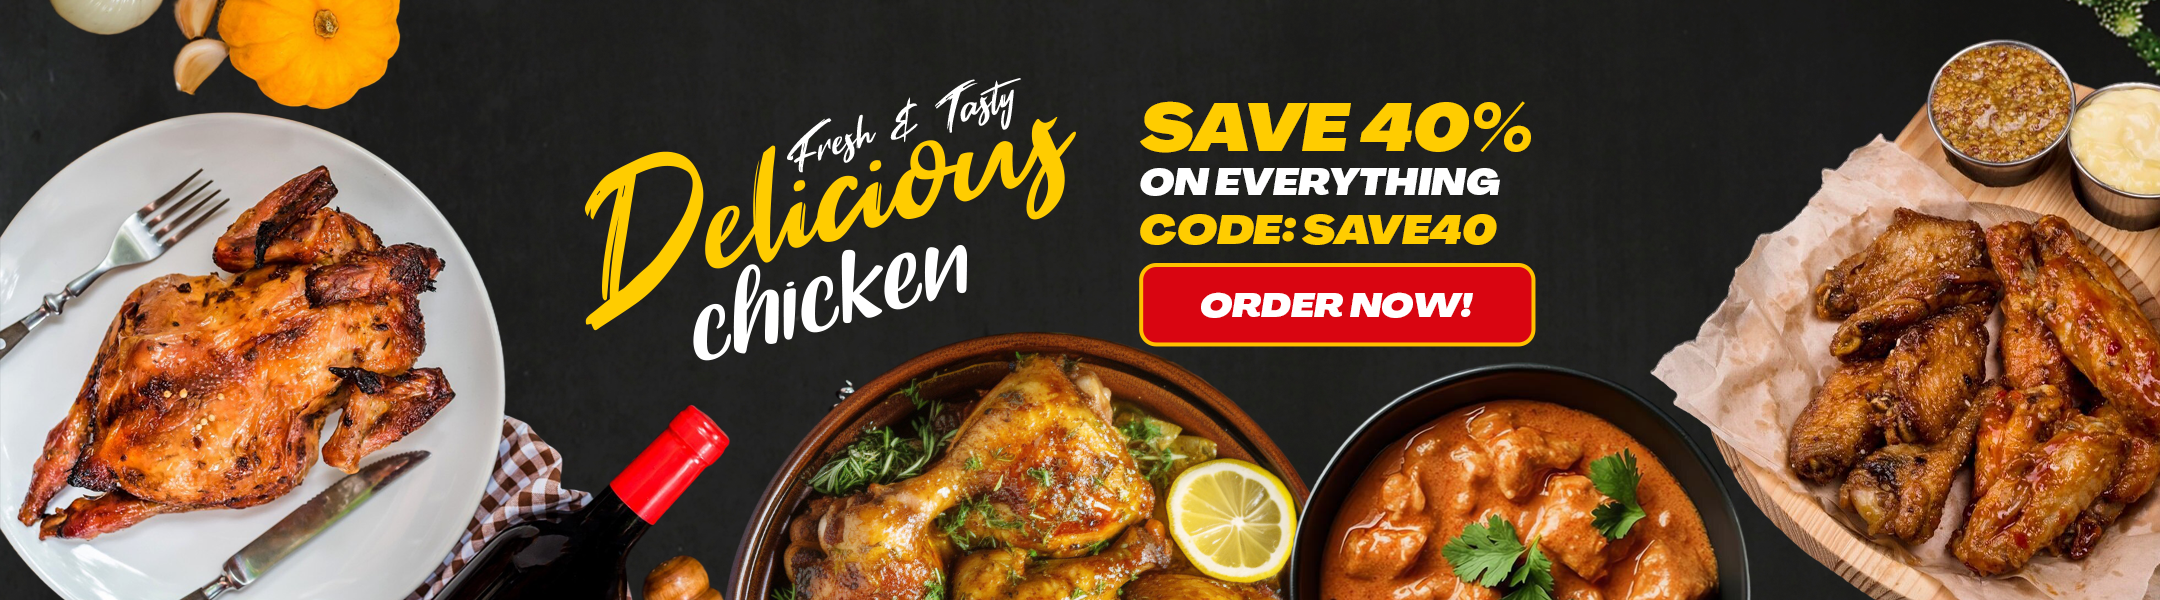 Fresh & Tasty
Delicious
chicken
SAVE 40%
ON EVERYTHING
CODE: SAVE40
ORDER NOW!